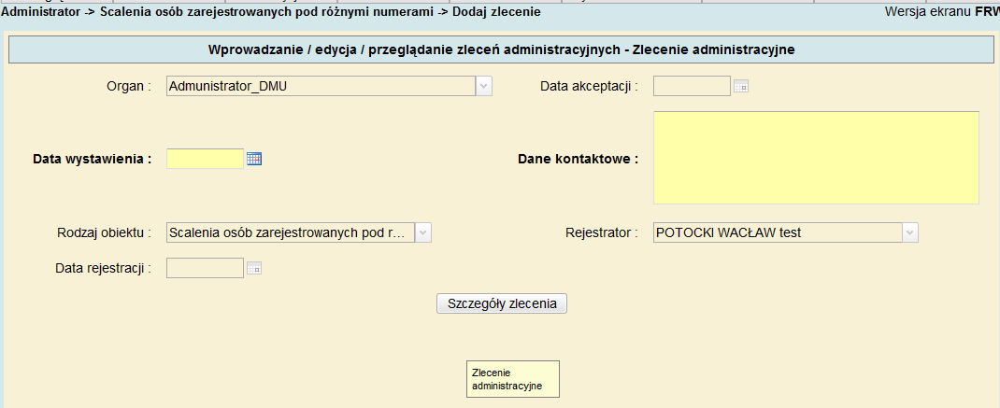 Administrator -> Scalenia osób zarejestrowanych pod różnymi numerami -> Dodaj zlecenie Wersja ekranu FRW
Wprowadzanie / edycja / przeglądanie zleceń administracyjnych - Zlecenie administracyjne
Organ : Admunistrator_DMU Data akceptacji :
Data wystawienia : Dane kontaktowe :
Rodzaj obiektu : Scalenia osób zarejestrowanych pod r... Rejestrator : POTOCKI WACŁAW test
Data rejestracji :
Szczegóły zlecenia
Zlecenie
administracyjne